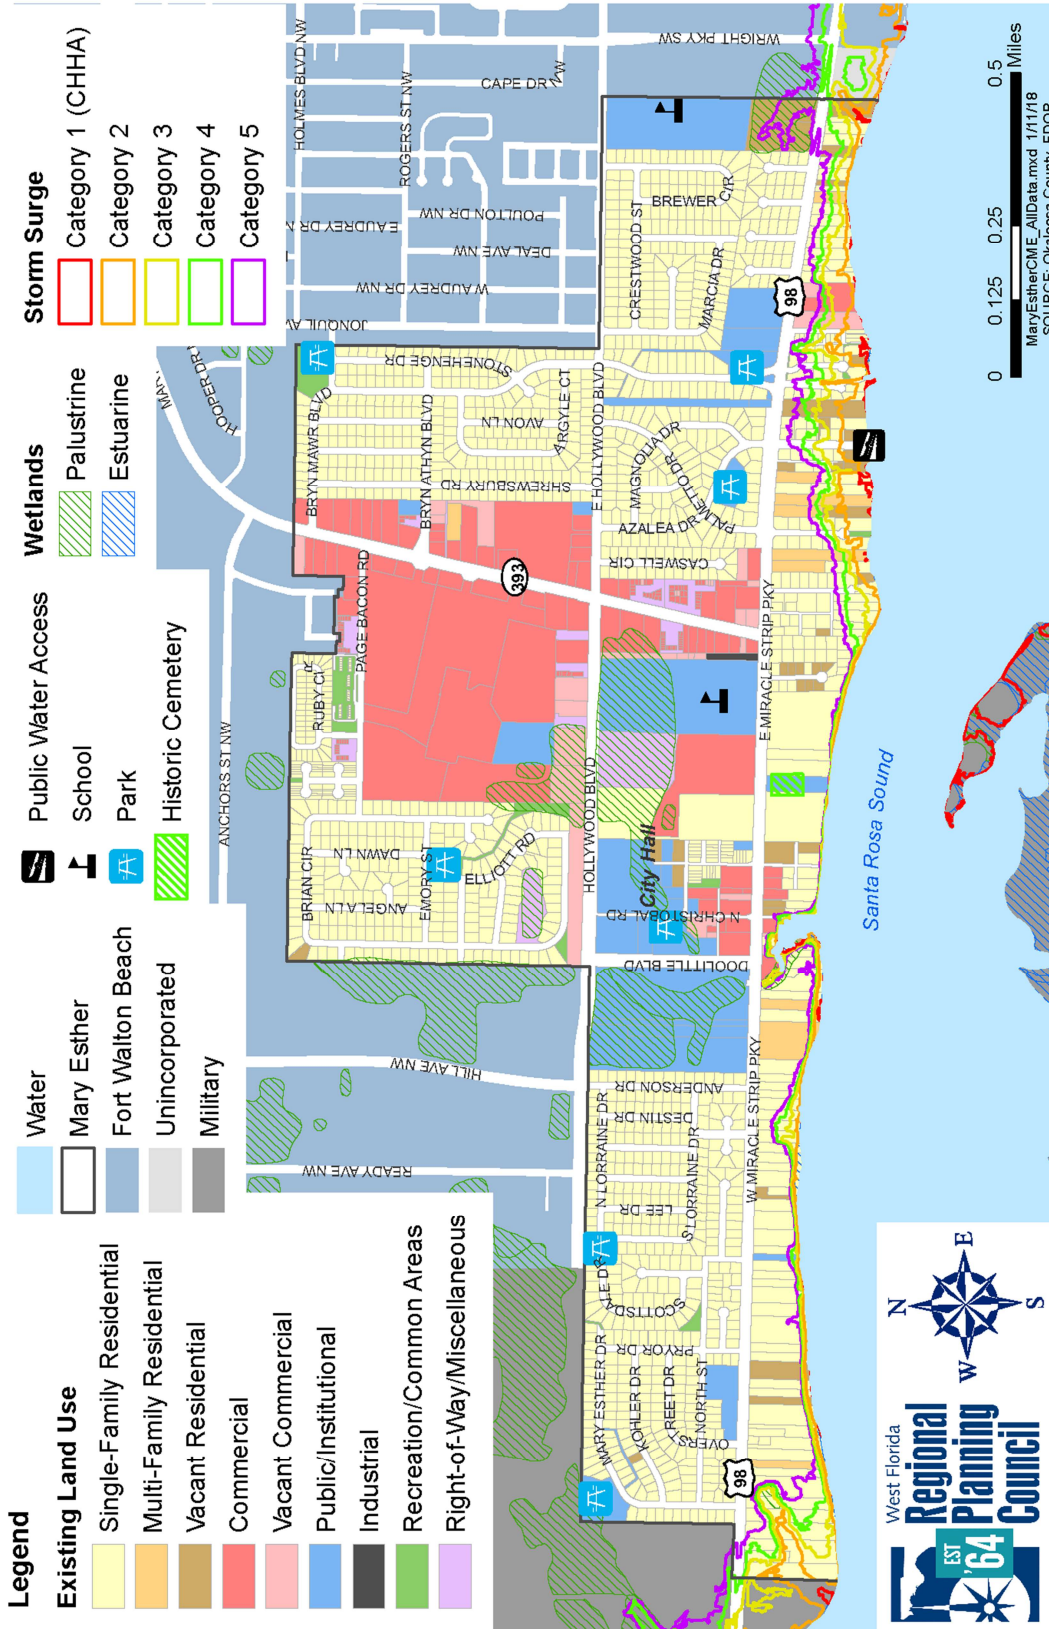 Legend
Existing Land Use
Single-Family Residential
Multi-Family Residential
Vacant Residential
Commercial
Vacant Commercial
Public/Institutional
Industrial
Recreation/Common Areas
Right-of-Way/Miscellaneous
Water
Mary Esther
Fort Walton Beach
Unincorporated
Military
Public Water Access
School
Park
Historic Cemetery
Wetlands
Palustrine
Estuarine
Storm Surge
Category 1 (CHHA)
Category 2
Category 3
Category 4
Category 5
READY AVE NW
HILL AVE NW
ANCHORS ST NW
HOOPER DR
HOLMES BLVD NW
ROGERS ST NW
CAPE DR NW
WRIGHT PKY SW
EAUDREY DR N
POULTON DR NW
DEAL AVE NW
W AUDREY DR NW
JONQUIL AV
BRIAN CIR
DAWN LN
ANGELA LN
EMORY ST
ELLIOTT RD
RUBY CIR
PAGE BACON RD
393
BRYN MAWR BLVD
BRYN ATHYN BLVD
STONEHENGE DR
AVON LN
ARGYLE CT
SHREWSBURY RD
HOLLYWOOD BLVD
E HOLLYWOOD BLVD
CRESTWOOD ST
BREWER CIR
MARCIA DR
MAGNOLIA DR
PALMETTO DR
AZALEA DR
CASWELL CIR
City Hall
N CHRISTOBAL RD
DOOLITTLE BLVD
ANDERSON DR
DESTIN DR
N LORRAINE DR
S LORRAINE DR
LEE DR
SCOTTSDALE DR
PRYOR DR
MARY ESTHER DR
KOHLER DR
OVERSTREET DR
NORTH ST
W MIRACLE STRIP PKY
E MIRACLE STRIP PKY
98
98
Santa Rosa Sound
West Florida
Regional
Planning
Council
EST
'64
N
E
S
W
0 0.125 0.25 0.5
Miles
MaryEstherCME_AllData.mxd 1/11/18
SOURCE: Okaloosa County, FDOR